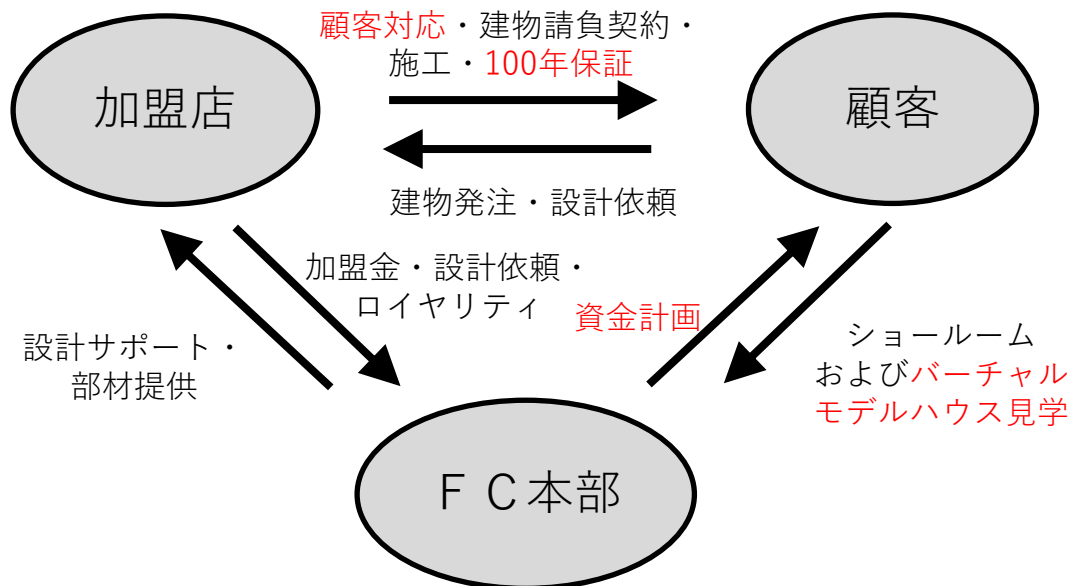 顧客対応・建物請負契約・
施工・100年保証
加盟店
顧客
建物発注・設計依頼
加盟金・設計依頼・
ロイヤリティ
資金計画
設計サポート・
部材提供
ショールーム
およびバーチャル
モデルハウス見学
ＦＣ本部